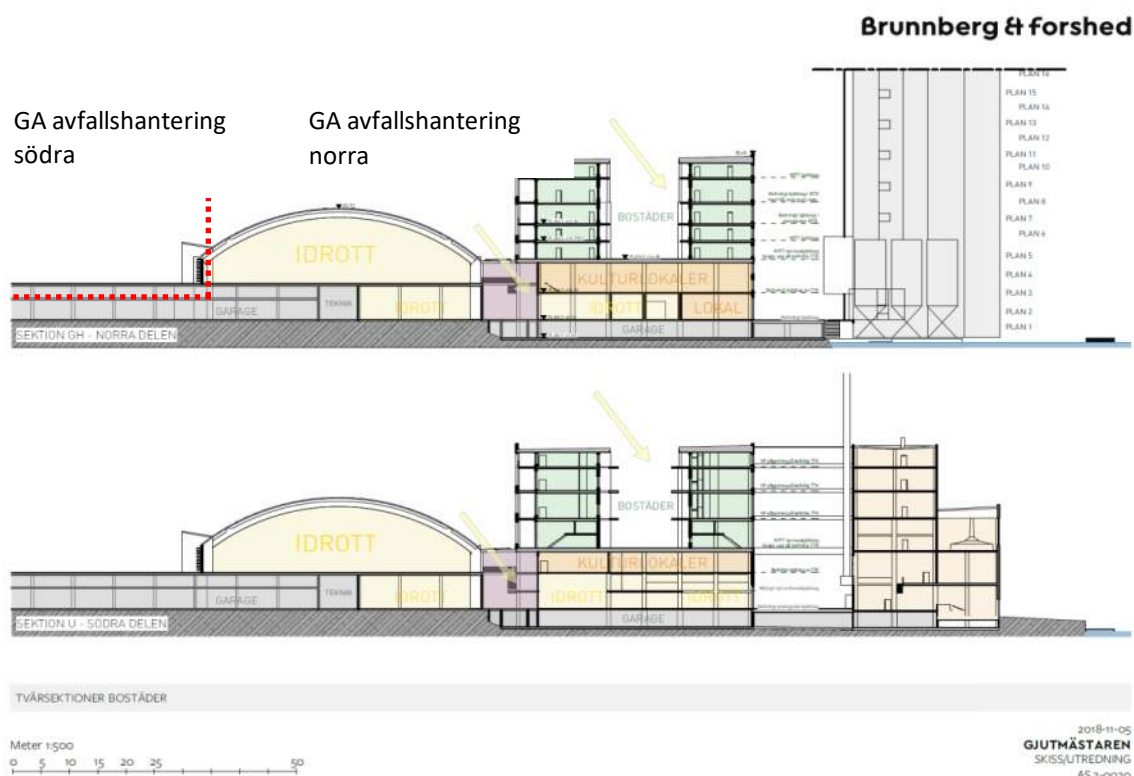 Brunnberg & forshed
GA avfallshantering
södra
GA avfallshantering
norra
PLAN 16
PLAN 15
PLAN 14
PLAN 13
PLAN 12
PLAN 11
PLAN 10
PLAN 9
PLAN 8
PLAN 7
PLAN 6
PLAN 5
PLAN 4
PLAN 3
PLAN 2
PLAN 1
BOSTÄDER
IDROTT
KULTURLOKALER
TEKNIK
IDROTT
IDROTT
LOKAL
GARAGE
GARAGE
SEKTION GH - NORRA DELEN
BOSTÄDER
IDROTT
KULTURLOKALER
TEKNIK
IDROTT
IDROTT
IDROTT
GARAGE
GARAGE
SEKTION U - SÖDRA DELEN
TVÄRSEKTIONER BOSTÄDER
Meter 1:500
0 5 10 15 20 25 50
2018-11-05
GJUTMÄSTAREN
SKISS/UTREDNING